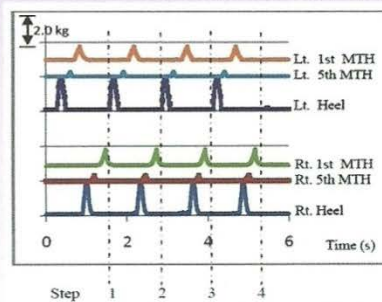 2.0 kg
Lt. 1st MTH
Lt. 5th MTH
Lt. Heel
Rt. 1st MTH
Rt. 5th MTH
Rt. Heel
0 2 4 6 Time (s)
Step 1 2 3 4